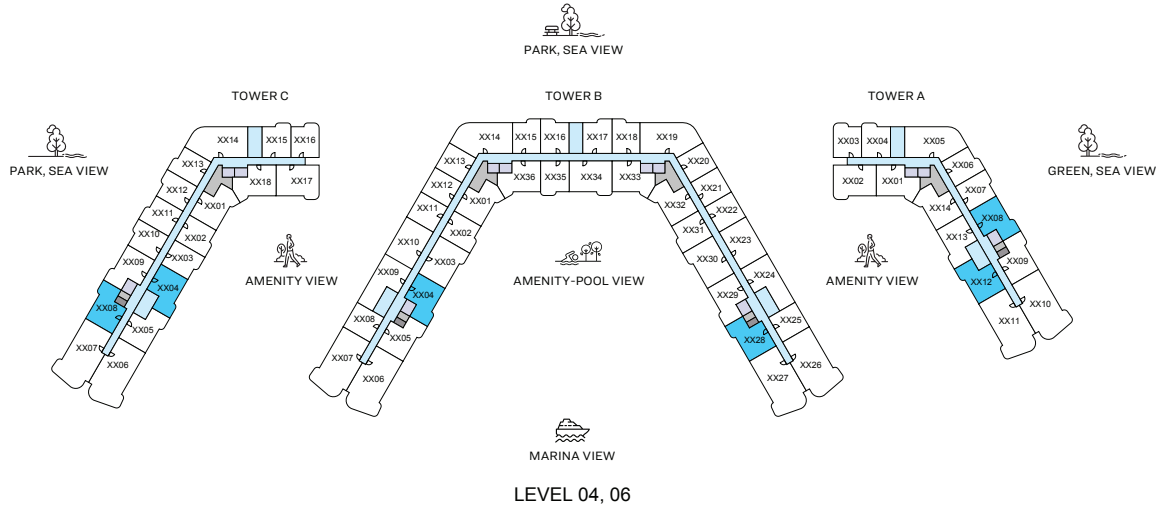 PARK, SEA VIEW
TOWER C
TOWER B
TOWER A
PARK, SEA VIEW
GREEN, SEA VIEW
XX14
XX15
XX16
XX13
XX12
XX11
XX10
XX09
XX08
XX07
XX06
XX05
XX04
XX03
XX02
XX01
XX18
XX17
AMENITY VIEW
XX14
XX15
XX16
XX17
XX18
XX19
XX13
XX12
XX11
XX10
XX09
XX08
XX07
XX06
XX05
XX04
XX03
XX02
XX01
XX36
XX35
XX34
XX33
XX32
XX31
XX30
XX29
XX28
XX27
XX26
XX25
XX24
XX23
XX22
XX21
XX20
AMENITY-POOL VIEW
AMENITY VIEW
XX03
XX04
XX05
XX06
XX07
XX08
XX09
XX10
XX11
XX12
XX13
XX14
XX01
XX02
MARINA VIEW
LEVEL 04, 06